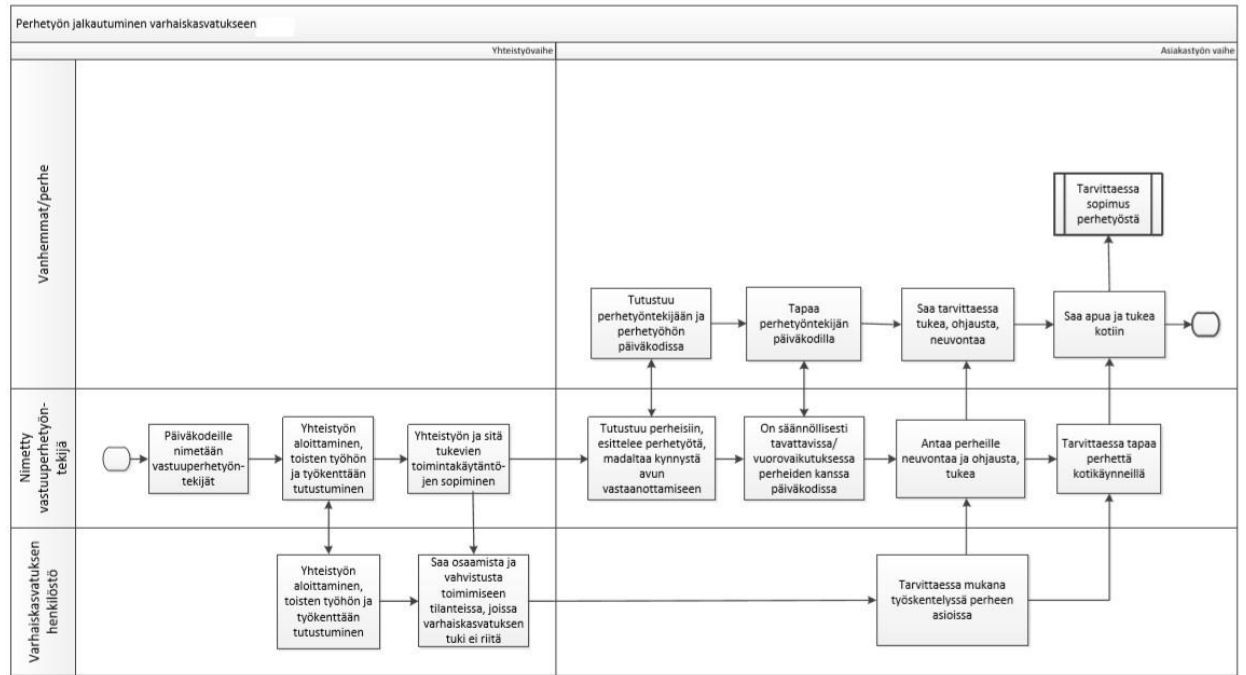 Perhetyön jalkautuminen varhaiskasvatukseen
Yhteistyövaihe
Asiakastyön vaihe
Vanhemmat/perhe
Tarvittaessa
sopimus
perhetyöstä
Tutustuu
perhetyöntekijään ja
perhetyöhön
päiväkodissa
Tapaa
perhetyöntekijän
päiväkodilla
Saa tarvittaessa
tukea, ohjausta,
neuvontaa
Saa apua ja tukea
kotiin
Nimetty
vastuuperhetyön-
tekijä
Päiväkodeille
nimetään
vastuuperhetyön-
tekijät
Yhteistyön
aloittaminen,
toisten työhön
ja työkenttään
tutustuminen
Yhteistyön ja sitä
tukevien
toimintakäytäntö-
jen sopiminen
Tutustuu perheisiin,
esittelee perhetyötä,
madaltaa kynnystä
avun
vastaanottamiseen
On säännöllisesti
tavattavissa/
vuorovaikutuksessa
perheiden kanssa
päiväkodissa
Antaa perheille
neuvontaa ja ohjausta,
tukea
Tarvittaessa tapaa
perhettä
kotikäynneillä
Varhaiskasvatuksen
henkilöstö
Yhteistyön
aloittaminen,
toisten työhön ja
työkenttään
tutustuminen
Saa osaamista ja
vahvistusta
toimimiseen
tilanteissa, joissa
varhaiskasvatuksen
tuki ei riitä
Tarvittaessa mukana
työskentelyssä perheen
asioissa